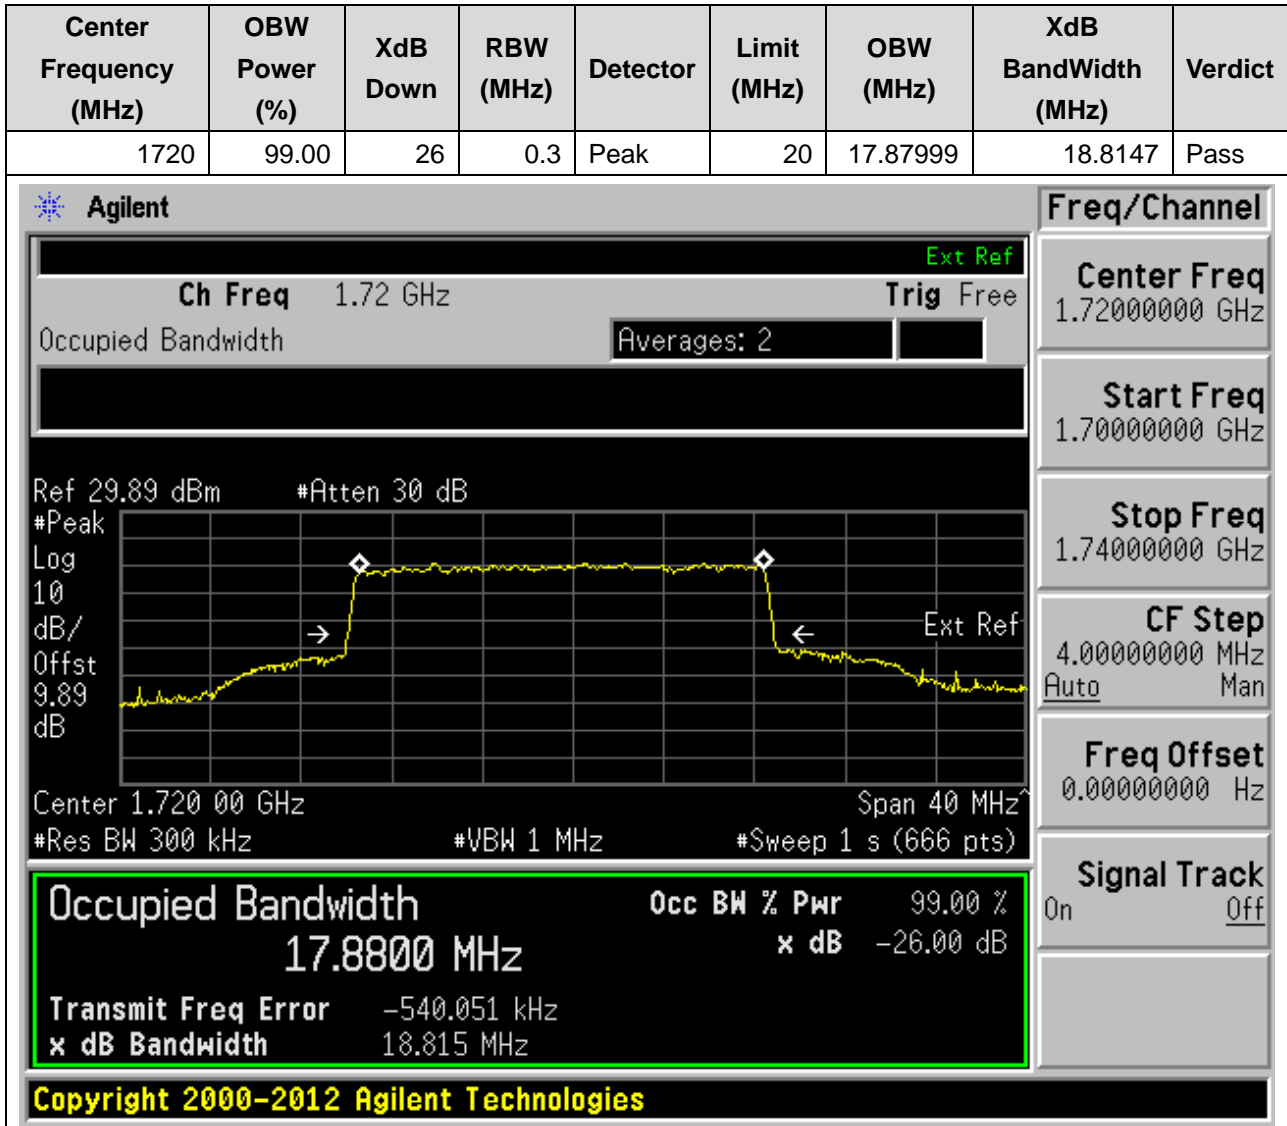 Center Frequency (MHz) OBW Power (%) XdB Down RBW (MHz) Detector Limit (MHz) OBW (MHz) XdB BandWidth (MHz) Verdict
1720 99.00 26 0.3 Peak 20 17.87999 18.8147 Pass
Agilent
Freq/Channel
Ext Ref
Ch Freq 1.72 GHz Trig Free
Occupied Bandwidth Averages: 2
Center Freq
1.72000000 GHz
Start Freq
1.70000000 GHz
Stop Freq
1.74000000 GHz
CF Step
4.00000000 MHz
Auto Man
Freq Offset
0.00000000 Hz
Signal Track
On Off
Ref 29.89 dBm #Atten 30 dB
#Peak
Log
10
dB/
Offst
9.89
dB
Ext Ref
Center 1.720 00 GHz Span 40 MHz^
#Res BW 300 kHz #VBW 1 MHz #Sweep 1 s (666 pts)
Occupied Bandwidth
17.8800 MHz
Occ BW % Pwr 99.00 %
x dB -26.00 dB
Transmit Freq Error -540.051 kHz
x dB Bandwidth 18.815 MHz
Copyright 2000-2012 Agilent Technologies